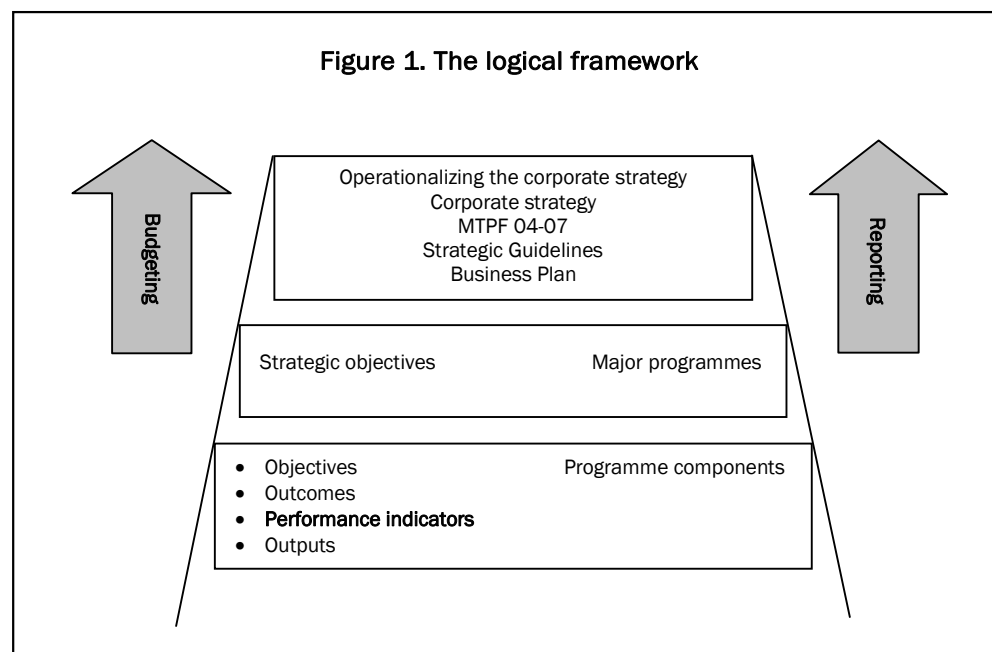 Figure 1. The logical framework
Budgeting
Reporting
Operationalizing the corporate strategy
Corporate strategy
MTPF 04-07
Strategic Guidelines
Business Plan
Strategic objectives Major programmes
• Objectives Programme components
• Outcomes
• Performance indicators
• Outputs